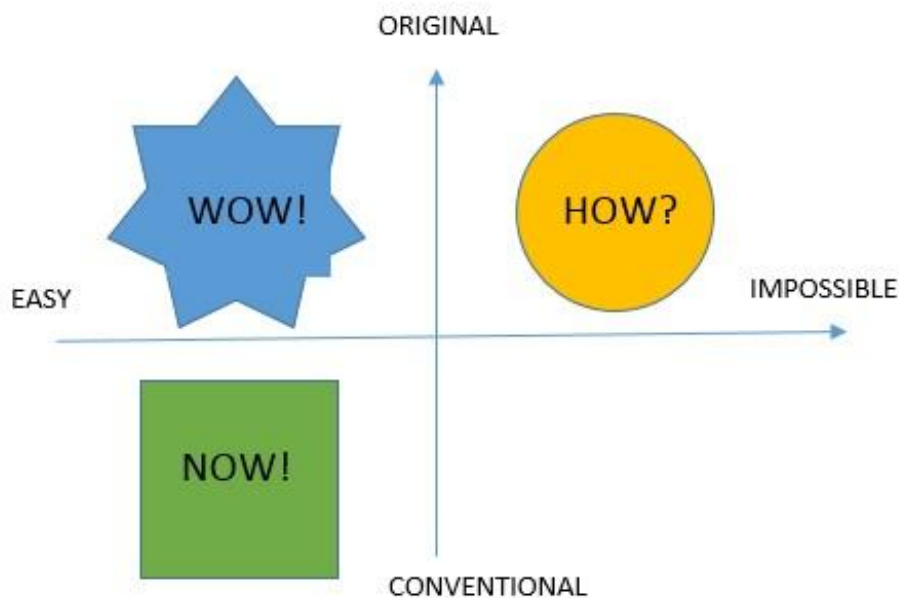 ORIGINAL
WOW!
HOW?
EASY
IMPOSSIBLE
NOW!
CONVENTIONAL